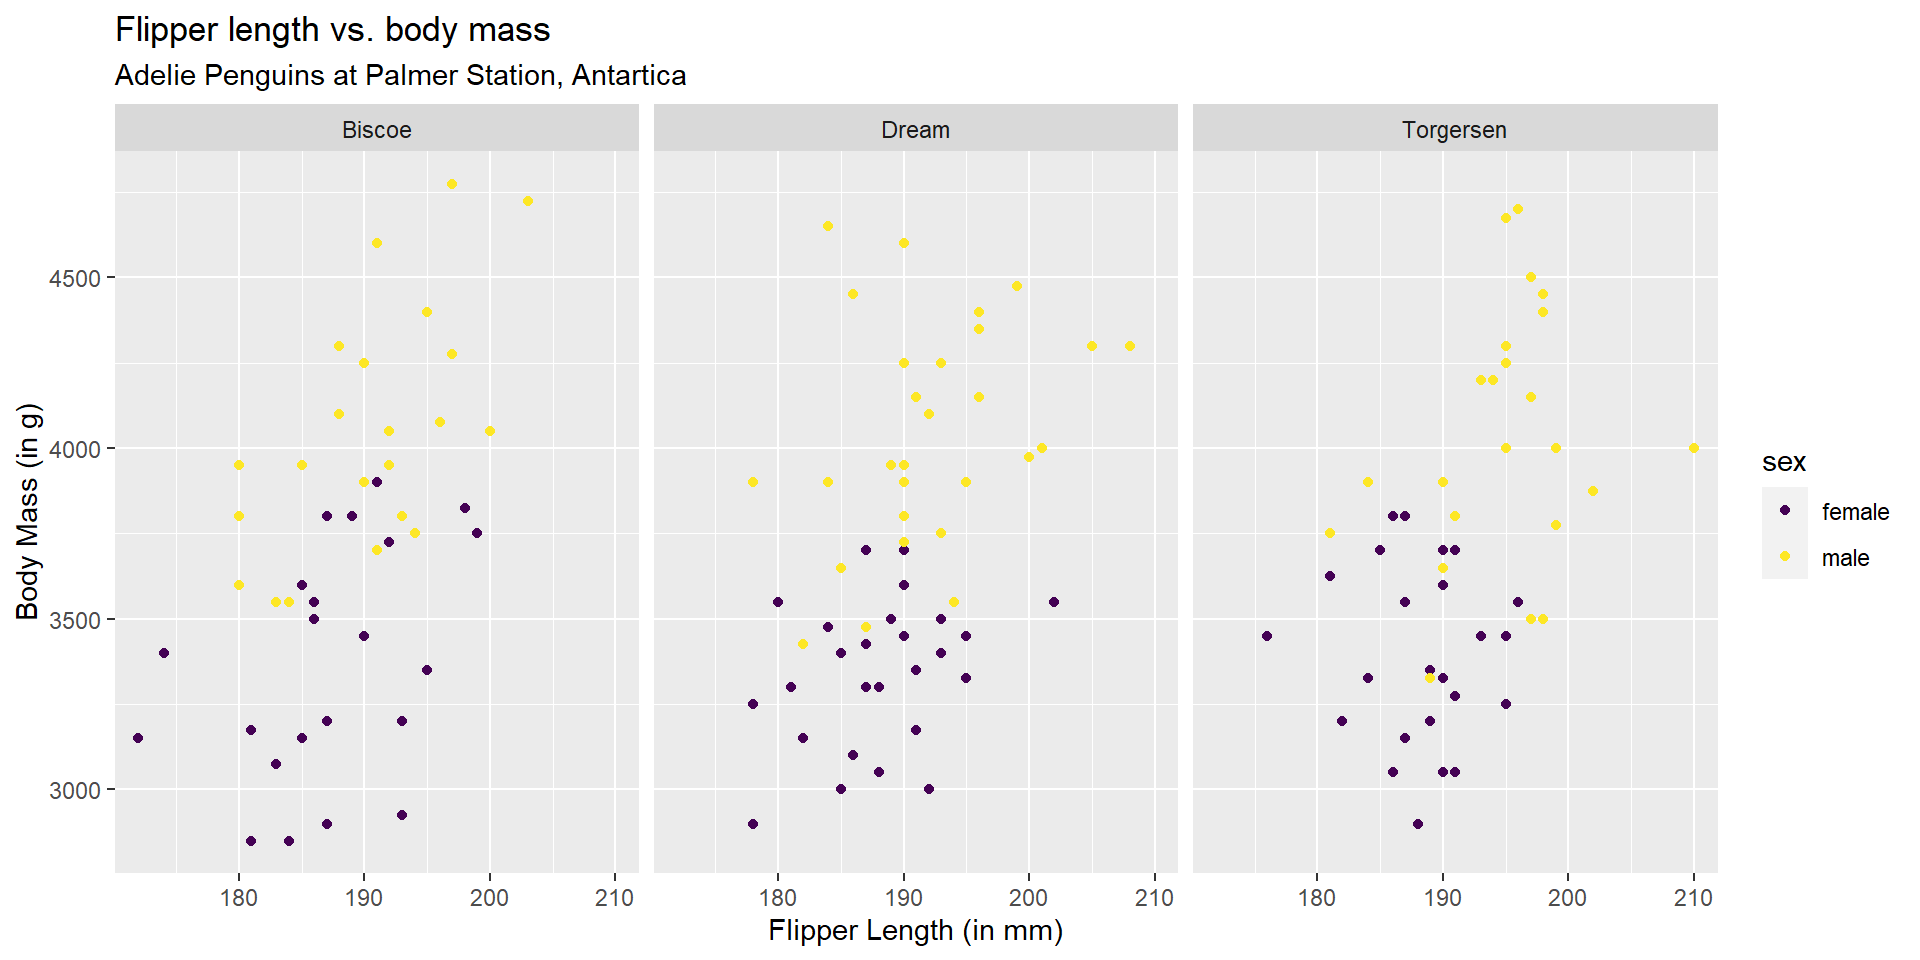 Flipper length vs. body mass
Adelie Penguins at Palmer Station, Antartica
Biscoe Dream Torgersen
4500
4000
3500
3000
180 190 200 210 180 190 200 210 180 190 200 210
Flipper Length (in mm)
Body Mass (in g)
sex
female
male